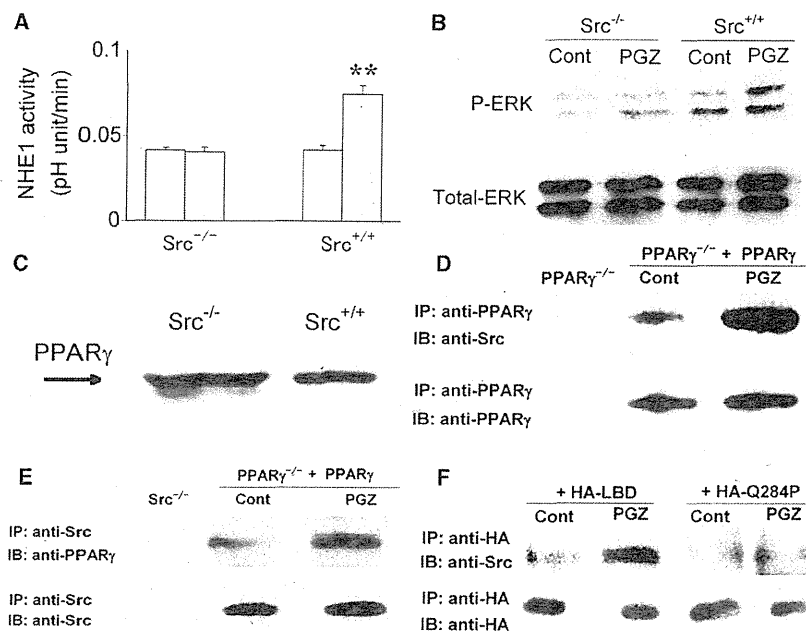 A
NHE1 activity
(pH unit/min)
0.1
0.05
0
**
Src-/-
Src+/+
B
Src-/-
Src+/+
Cont
PGZ
Cont
PGZ
P-ERK
Total-ERK
C
Src-/-
Src+/+
PPARγ
D
PPARγ-/- + PPARγ
PPARγ-/-
Cont
PGZ
IP: anti-PPARγ
IB: anti-Src
IP: anti-PPARγ
IB: anti-PPARγ
E
PPARγ-/- + PPARγ
Src-/-
Cont
PGZ
IP: anti-Src
IB: anti-PPARγ
IP: anti-Src
IB: anti-Src
F
+ HA-LBD
+ HA-Q284P
Cont
PGZ
Cont
PGZ
IP: anti-HA
IB: anti-Src
IP: anti-HA
IB: anti-HA